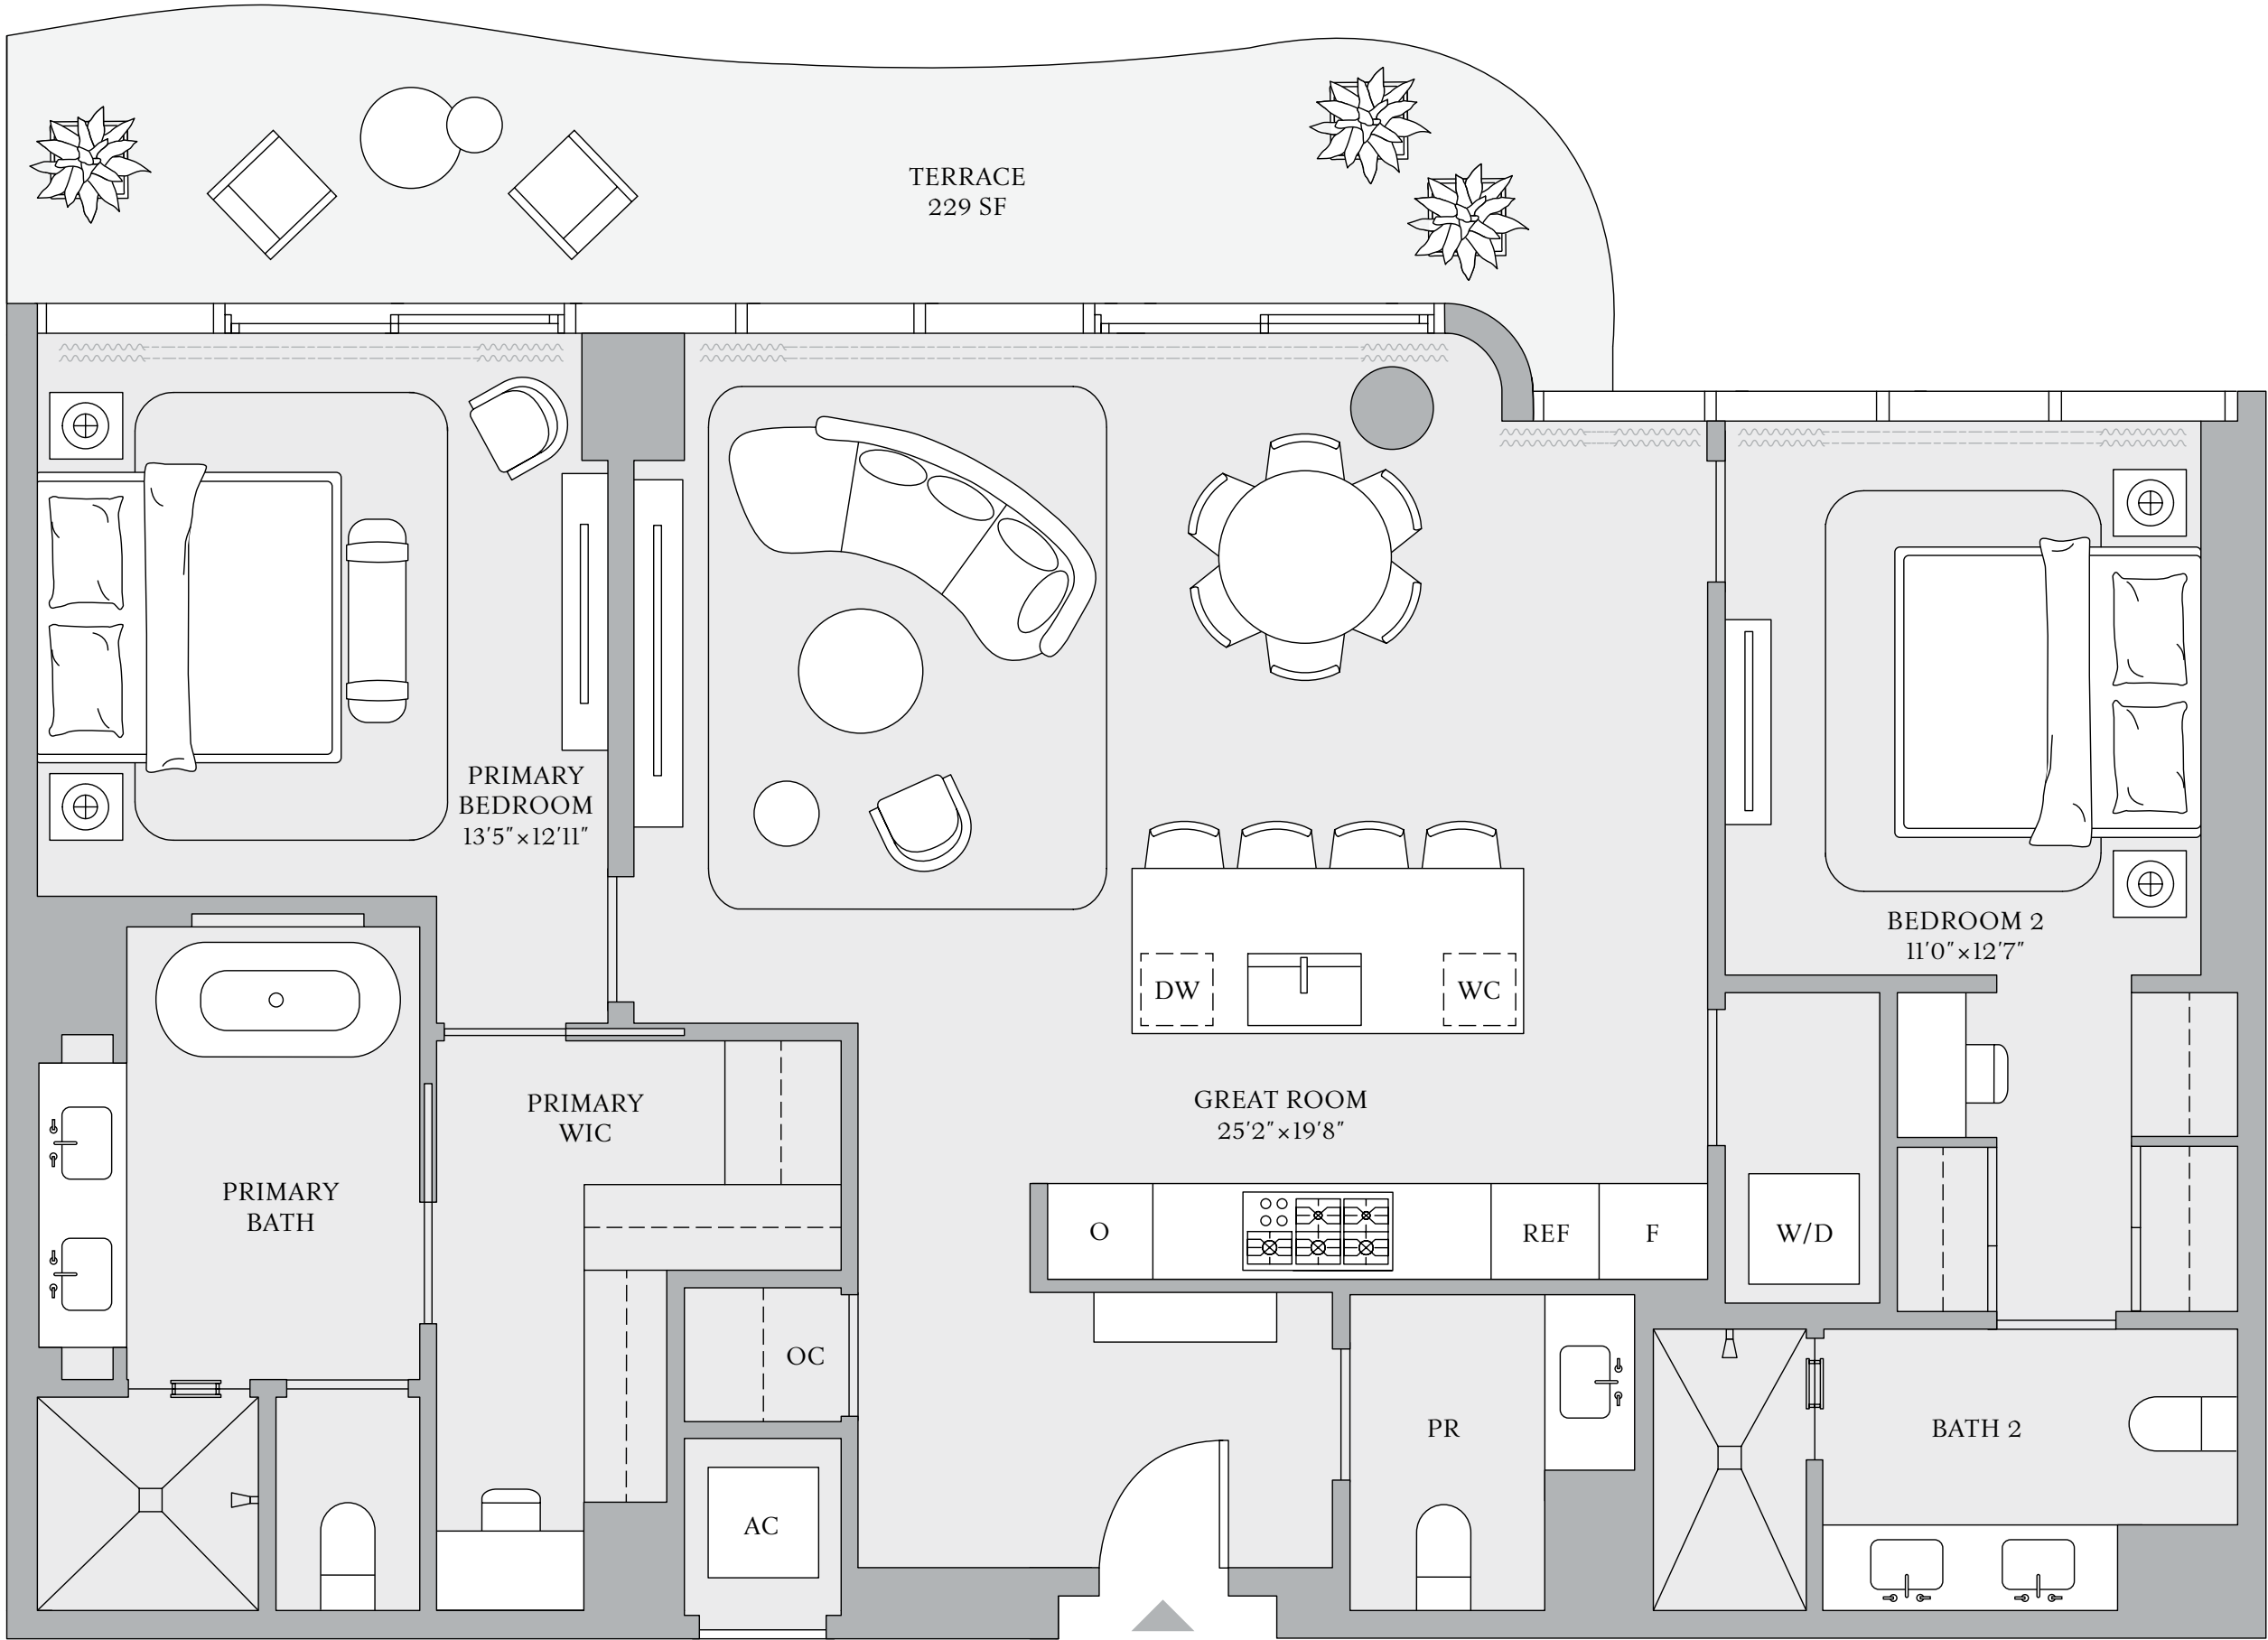 TERRACE
229 SF
PRIMARY
BEDROOM
13′5″×12′11″
BEDROOM 2
11′0″×12′7″
DW
WC
PRIMARY
WIC
GREAT ROOM
25′2″×19′8″
PRIMARY
BATH
O
REF
F
W/D
OC
PR
BATH 2
AC